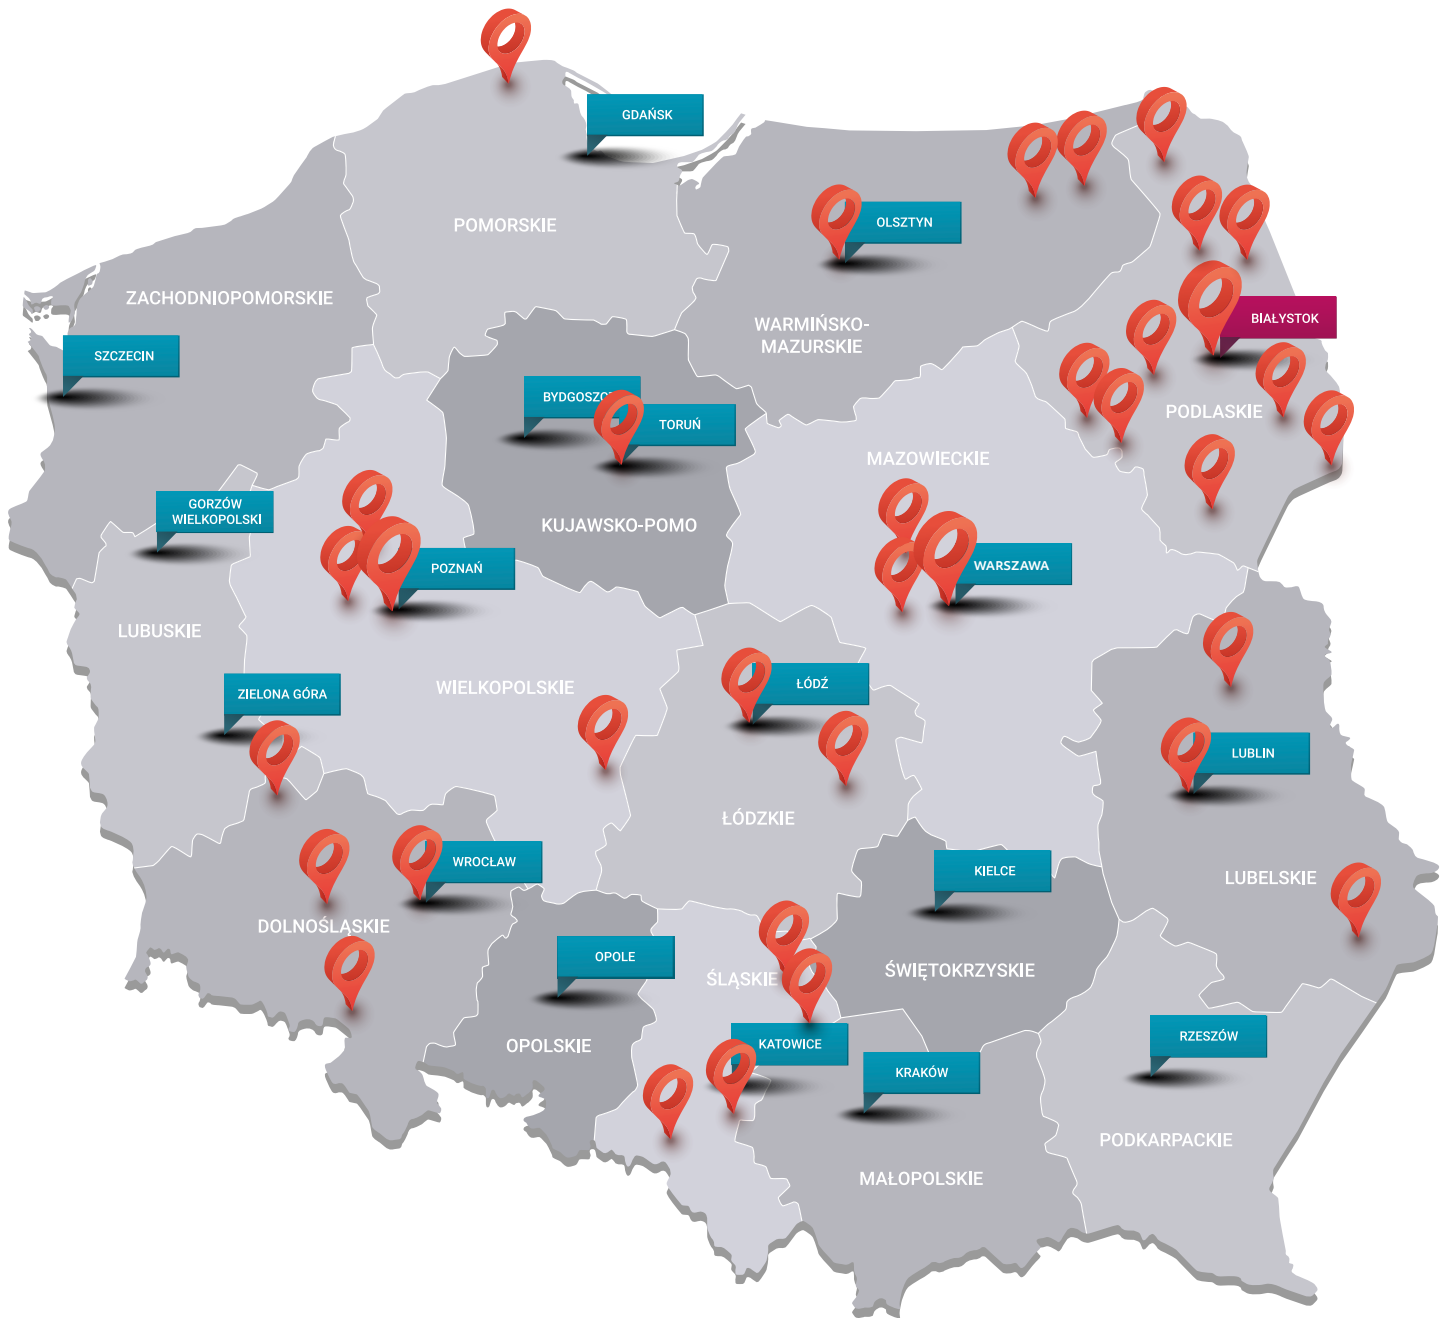 GDAŃSK
POMORSKIE
OLSZTYN
ZACHODNIOPOMORSKIE
WARMIŃSKO-
MAZURSKIE
BIAŁYSTOK
SZCZECIN
BYDGOSZC
TORUŃ
PODLASKIE
MAZOWIECKIE
GORZÓW
WIELKOPOLSKI
KUJAWSKO-POMO
POZNAŃ
WARSZAWA
LUBUSKIE
WIELKOPOLSKIE
ZIELONA GÓRA
ŁÓDŹ
LUBLIN
ŁÓDZKIE
WROCŁAW
KIELCE
LUBELSKIE
DOLNOŚLĄSKIE
OPOLE
ŚLĄSKIE
ŚWIĘTOKRZYSKIE
OPOLSKIE
KATOWICE
KRAKÓW
RZESZÓW
PODKARPACKIE
MAŁOPOLSKIE